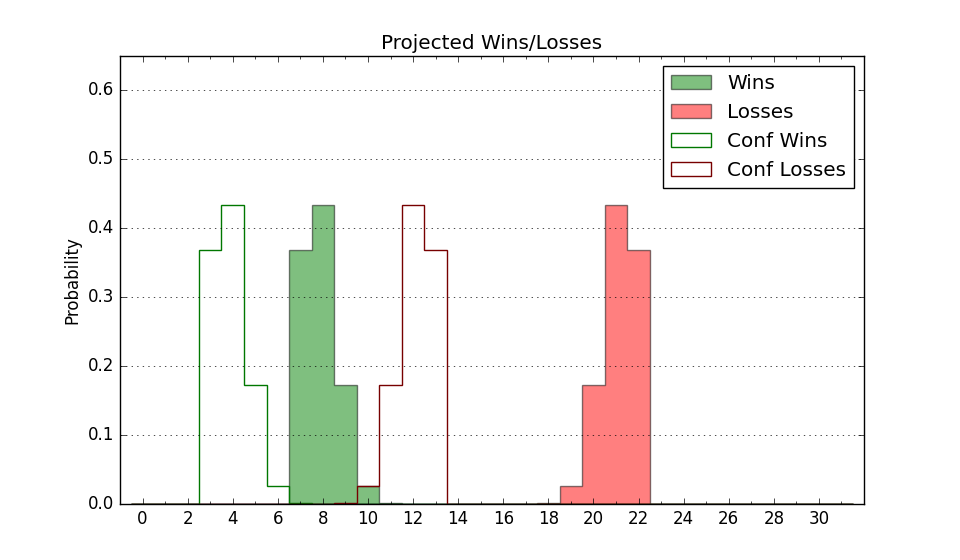 Projected Wins/Losses
Wins
Losses
Conf Wins
Conf Losses
Probability
0.6
0.5
0.4
0.3
0.2
0.1
0.0
0 2 4 6 8 10 12 14 16 18 20 22 24 26 28 30